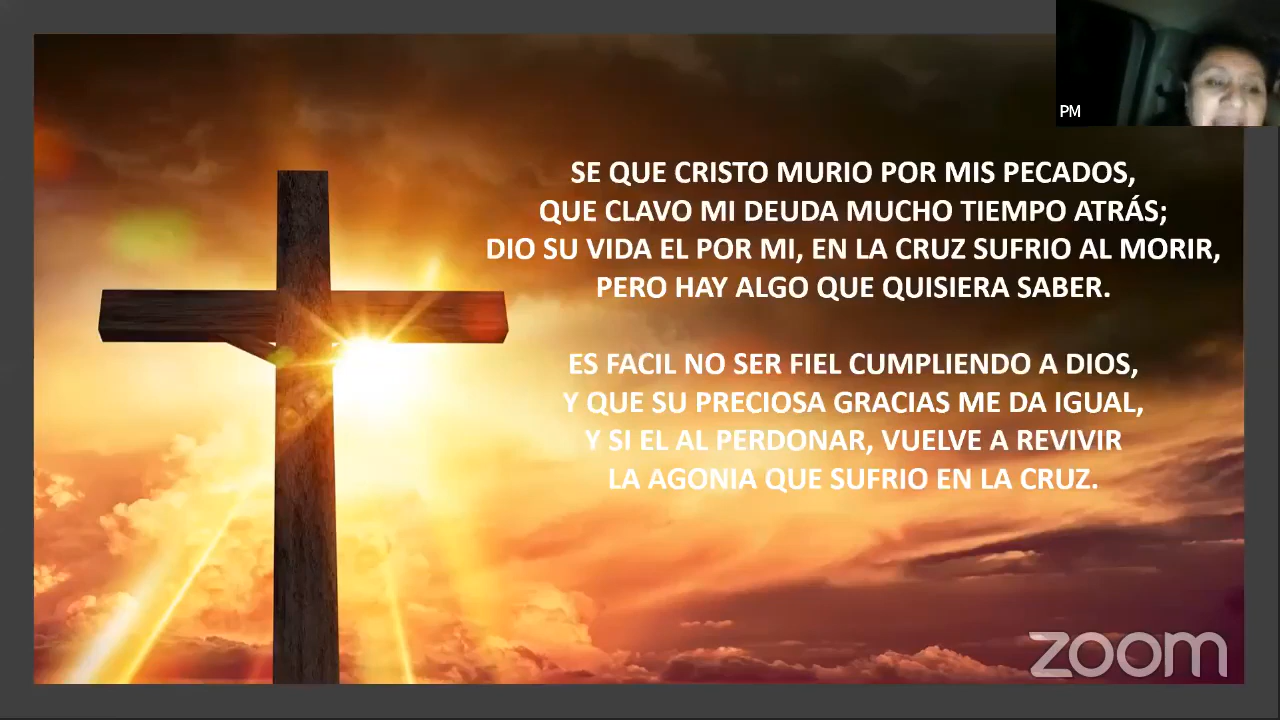 PM
SE QUE CRISTO MURIO POR MIS PECADOS,
QUE CLAVO MI DEUDA MUCHO TIEMPO ATRÁS;
DIO SU VIDA EL POR MI, EN LA CRUZ SUFRIO AL MORIR,
PERO HAY ALGO QUE QUISIERA SABER.
ES FACIL NO SER FIEL CUMPLIENDO A DIOS,
Y QUE SU PRECIOSA GRACIAS ME DA IGUAL,
Y SI EL AL PERDONAR, VUELVE A REVIVIR
LA AGONIA QUE SUFRIO EN LA CRUZ.
zoom